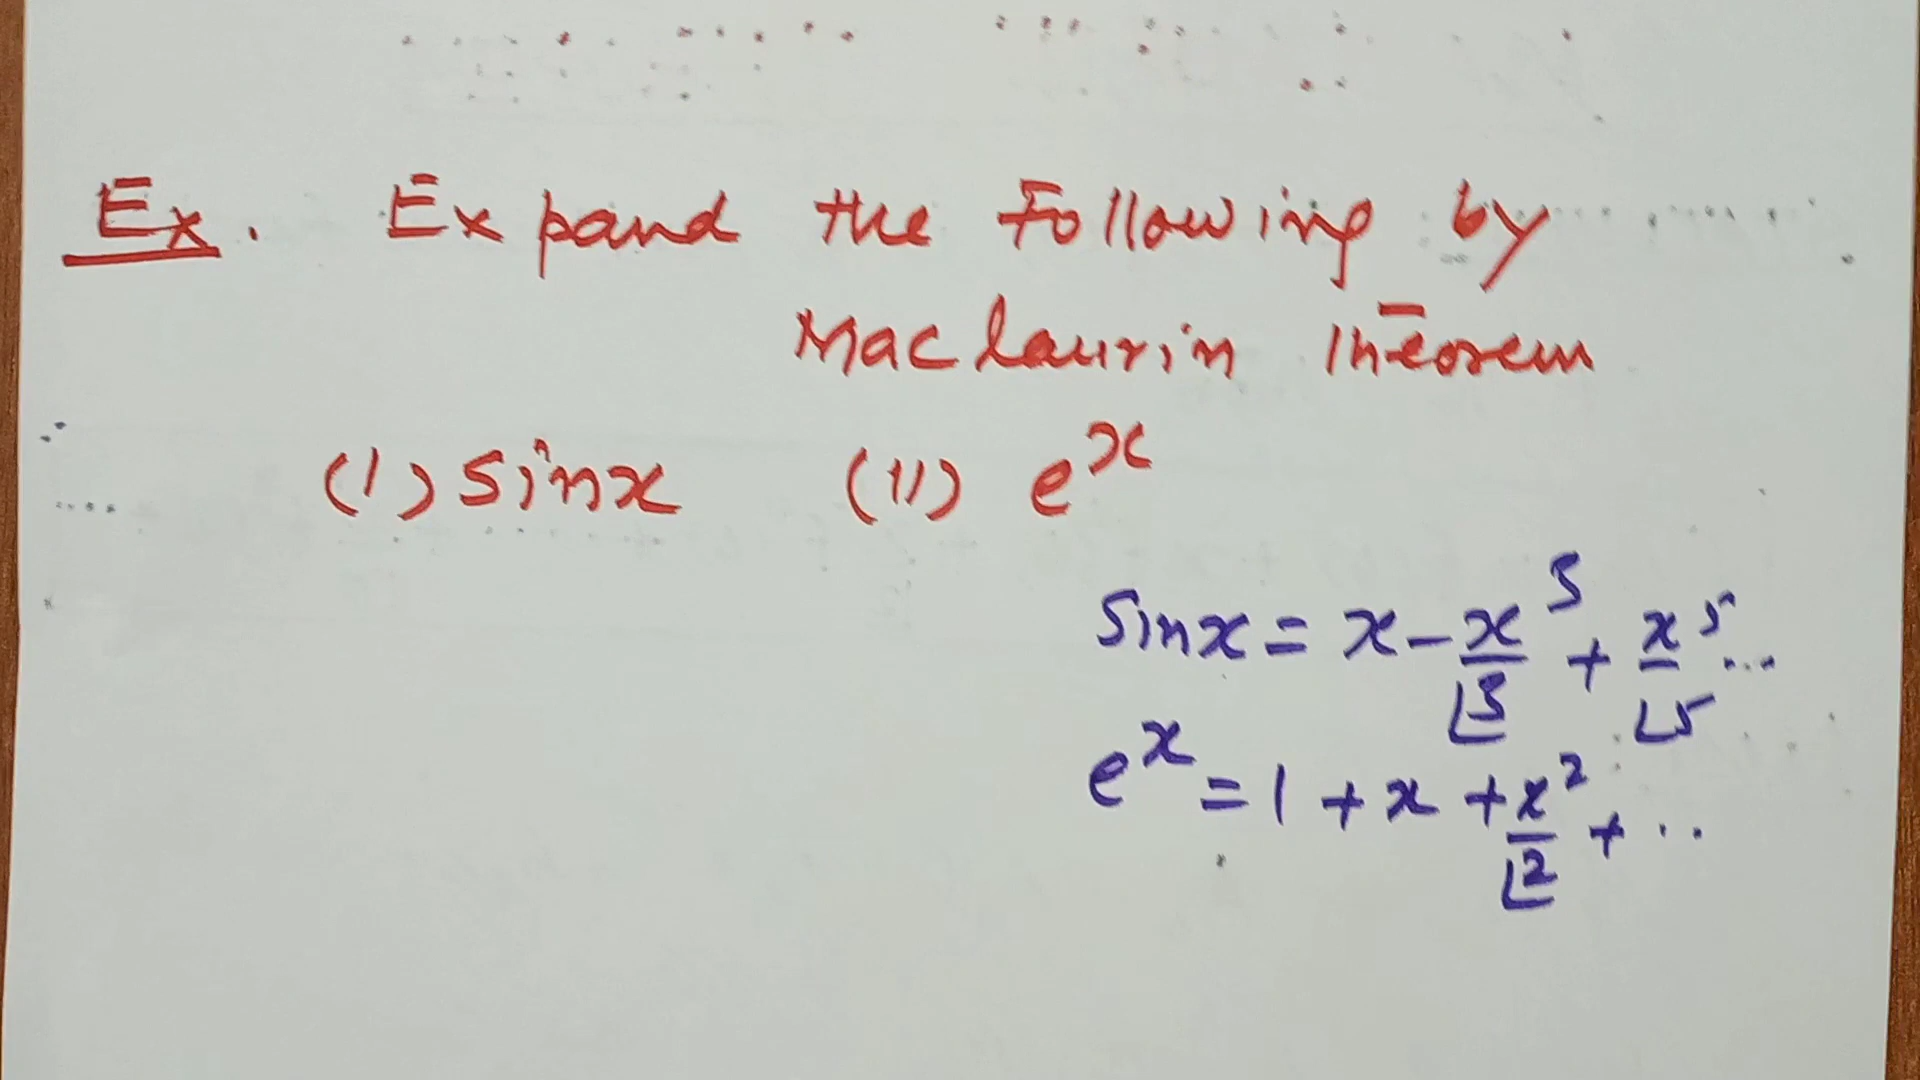 Ex. Expand the Following by
Maclaurin Theorem
(I) sinx (II) e^x
Sinx = x - x^3/⌊3 + x^5/⌊5 ...
e^x = 1 + x + x^2/⌊2 + ...